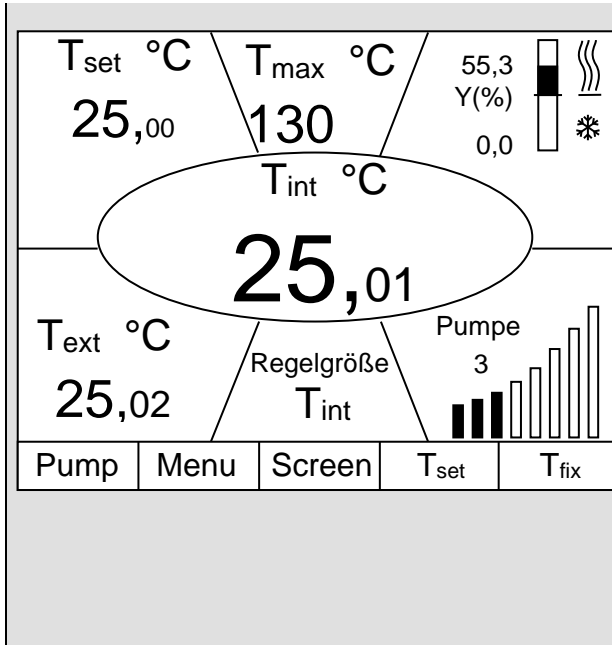 Tset °C
25,00
Tmax °C
130
55,3
Y(%)
0,0
Tint °C
25,01
Text °C
25,02
Regelgröße
Tint
Pumpe
3
Pump Menu Screen Tset Tfix